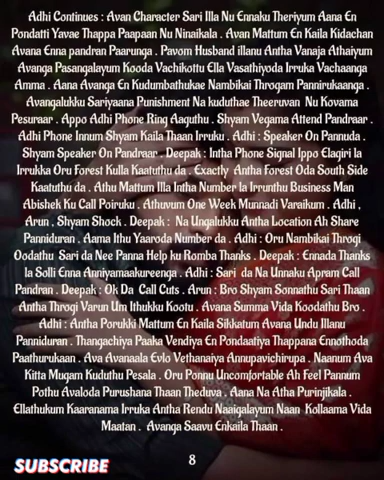 Adhi Continues : Avan Character Sari Illa Nu Ennaku Theriyum Aana En
Pondatti Yavae Thappa Paapaan Nu Ninaikala . Avan Mattum En Kaila Kidachan
Avana Enna pandran Paarunga . Pavom Husband illanu Antha Vanaja Athaiyum
Avanga Pasangalayum Kooda Vachikottu Ella Vasathiyoda Irruka Vachaanga
Amma . Aana Avanga En Kudumbathukae Nambikai Throgam Pannirukaanga .
Avangalukku Sariyaana Punishment Na kuduthae Theeruvan Nu Kovama
Pesuraar . Appo Adhi Phone Ring Aaguthu . Shyam Vegama Attend Pandraar .
Adhi Phone Innum Shyam Kaila Thaan Irruku . Adhi : Speaker On Pannuda .
Shyam Speaker On Pandraar . Deepak : Intha Phone Signal Ippo Elagiri la
Irrukka Oru Forest Kulla Kaatuthu da . Exactly Antha Forest Oda South Side
Kaatuthu da . Athu Mattum Illa Intha Number la Irrunthu Business Man
Abishek Ku Call Poiruku . Athuvum One Week Munnadi Varaikum . Adhi ,
Arun , Shyam Shock . Deepak : Na Ungalukku Antha Location Ah Share
Panniduran . Aama Ithu Yaaroda Number da . Adhi : Oru Nambikai Throgi
Oodathu Sari da Nee Panna Help ku Romba Thanks . Deepak : Ennada Thanks
la Solli Enna Anniyamaakureenga . Adhi : Sari da Na Unnaku Apram Call
Pandran . Deepak : Ok Da Call Cuts . Arun : Bro Shyam Sonnathu Sari Thaan
Antha Throgi Varun Um Ithukku Kootu . Avana Summa Vida Koodathu Bro .
Adhi : Antha Porukki Mattum En Kaila Sikkatum Avana Undu Illanu
Panniduran . Thangachiya Paaka Vendiya En Pondaatiya Thappana Ennothoda
Paathurukaan . Ava Avanaala Evlo Vethanaiya Annupavichirupa . Naanum Ava
Kitta Mugam Kuduthu Pesala . Oru Ponnu Uncomfortable Ah Feel Pannum
Pothu Avaloda Purushana Thaan Theduva . Aana Na Atha Purinjikala .
Ellathukum Kaaranama Irruka Antha Rendu Naaigalayum Naan Kollaama Vida
Maatan . Avanga Saavu Enkaila Thaan .
SUBSCRIBE 8